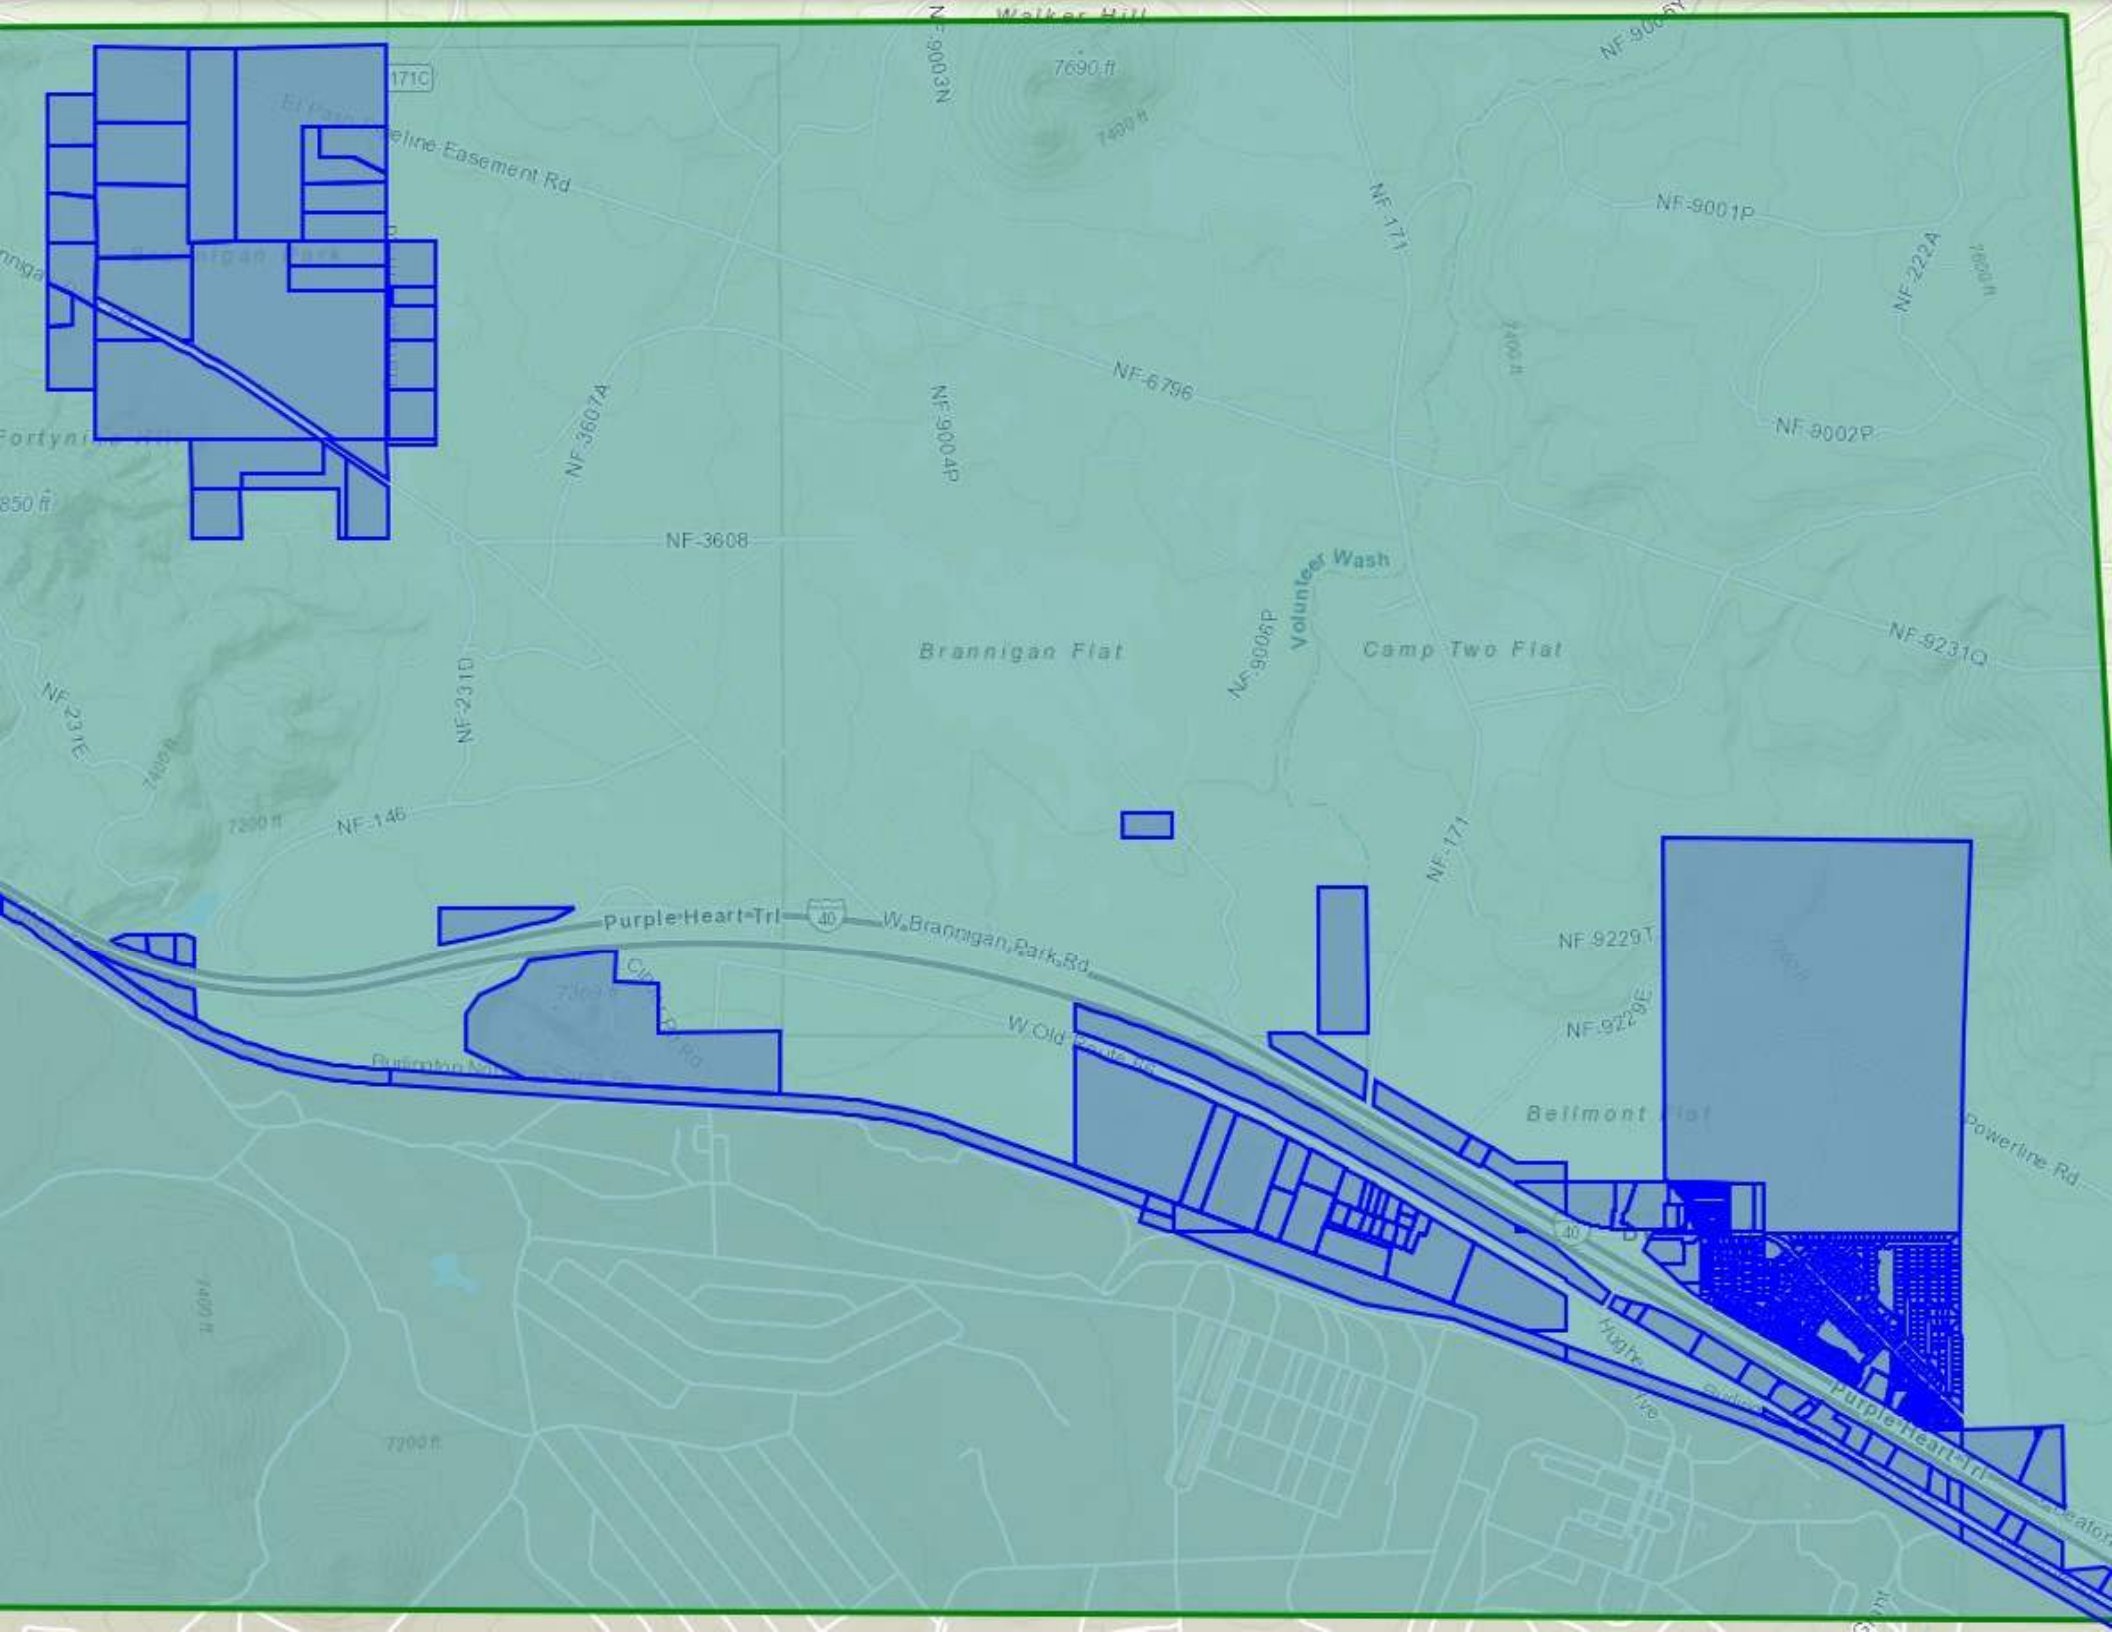 Walker Hill
7690 ft
7400 ft
NF-9003N
171C
El Paso
eline Easement Rd
NF-171
NF-9001P
NF-222A
7600 ft
7400 ft
NF-6796
NF-9002P
NF-3607A
NF-9004P
850 ft
NF-3608
Volunteer Wash
Brannigan Flat
NF-9006P
Camp Two Flat
NF-9231Q
NF-231D
NF-231E
7400 ft
7200 ft
NF-146
NF-171
Purple Heart Trl
40
W Brannigan Park Rd
NF-9229T
NF-9229E
W Old Route 66
Bellmont Flat
Powerline Rd
40
Hughe
Ave
7400 ft
7200 ft
Purple Heart Trl